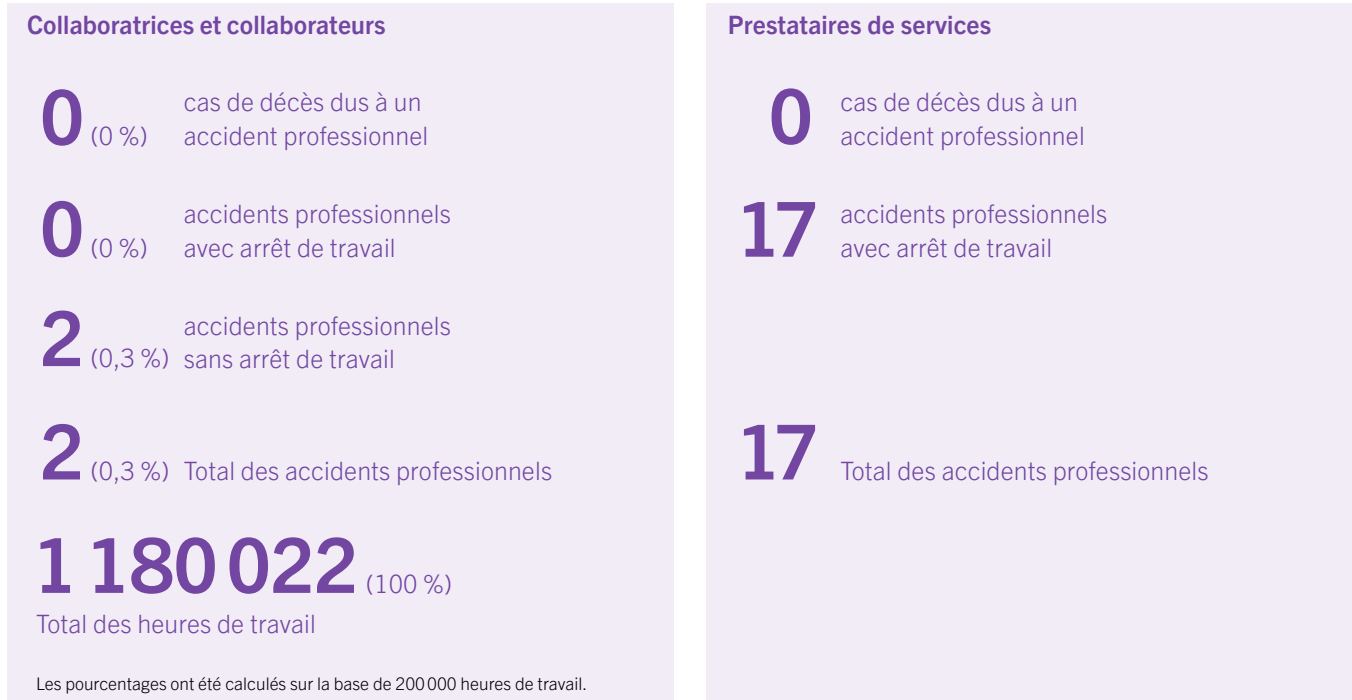 Collaboratrices et collaborateurs
0 (0 %) cas de décès dus à un
accident professionnel
0 (0 %) accidents professionnels
avec arrêt de travail
2 (0,3 %) accidents professionnels
sans arrêt de travail
2 (0,3 %) Total des accidents professionnels
1 180 022 (100 %)
Total des heures de travail
Les pourcentages ont été calculés sur la base de 200 000 heures de travail.
Prestataires de services
0 cas de décès dus à un
accident professionnel
17 accidents professionnels
avec arrêt de travail
17 Total des accidents professionnels